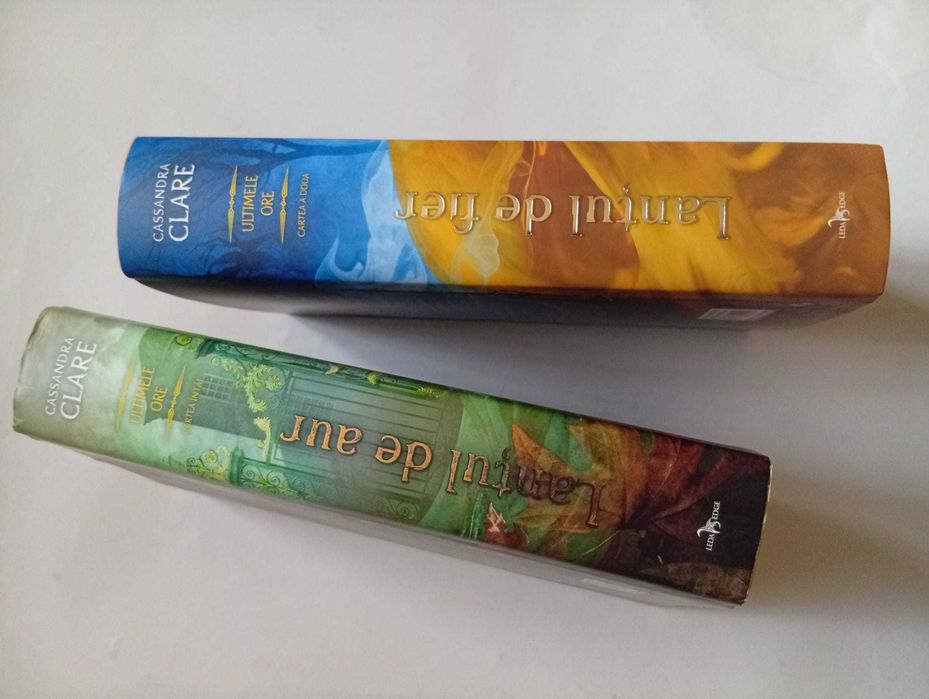 CASSANDRA
CLARE
ULTIMELE
ORE
CARTEA A DOUA
Lanțul de fier
LEDA EDGE
CASSANDRA
CLARE
ULTIMELE
ORE
CARTEA ÎNTÂI
Lanțul de aur
LEDA EDGE